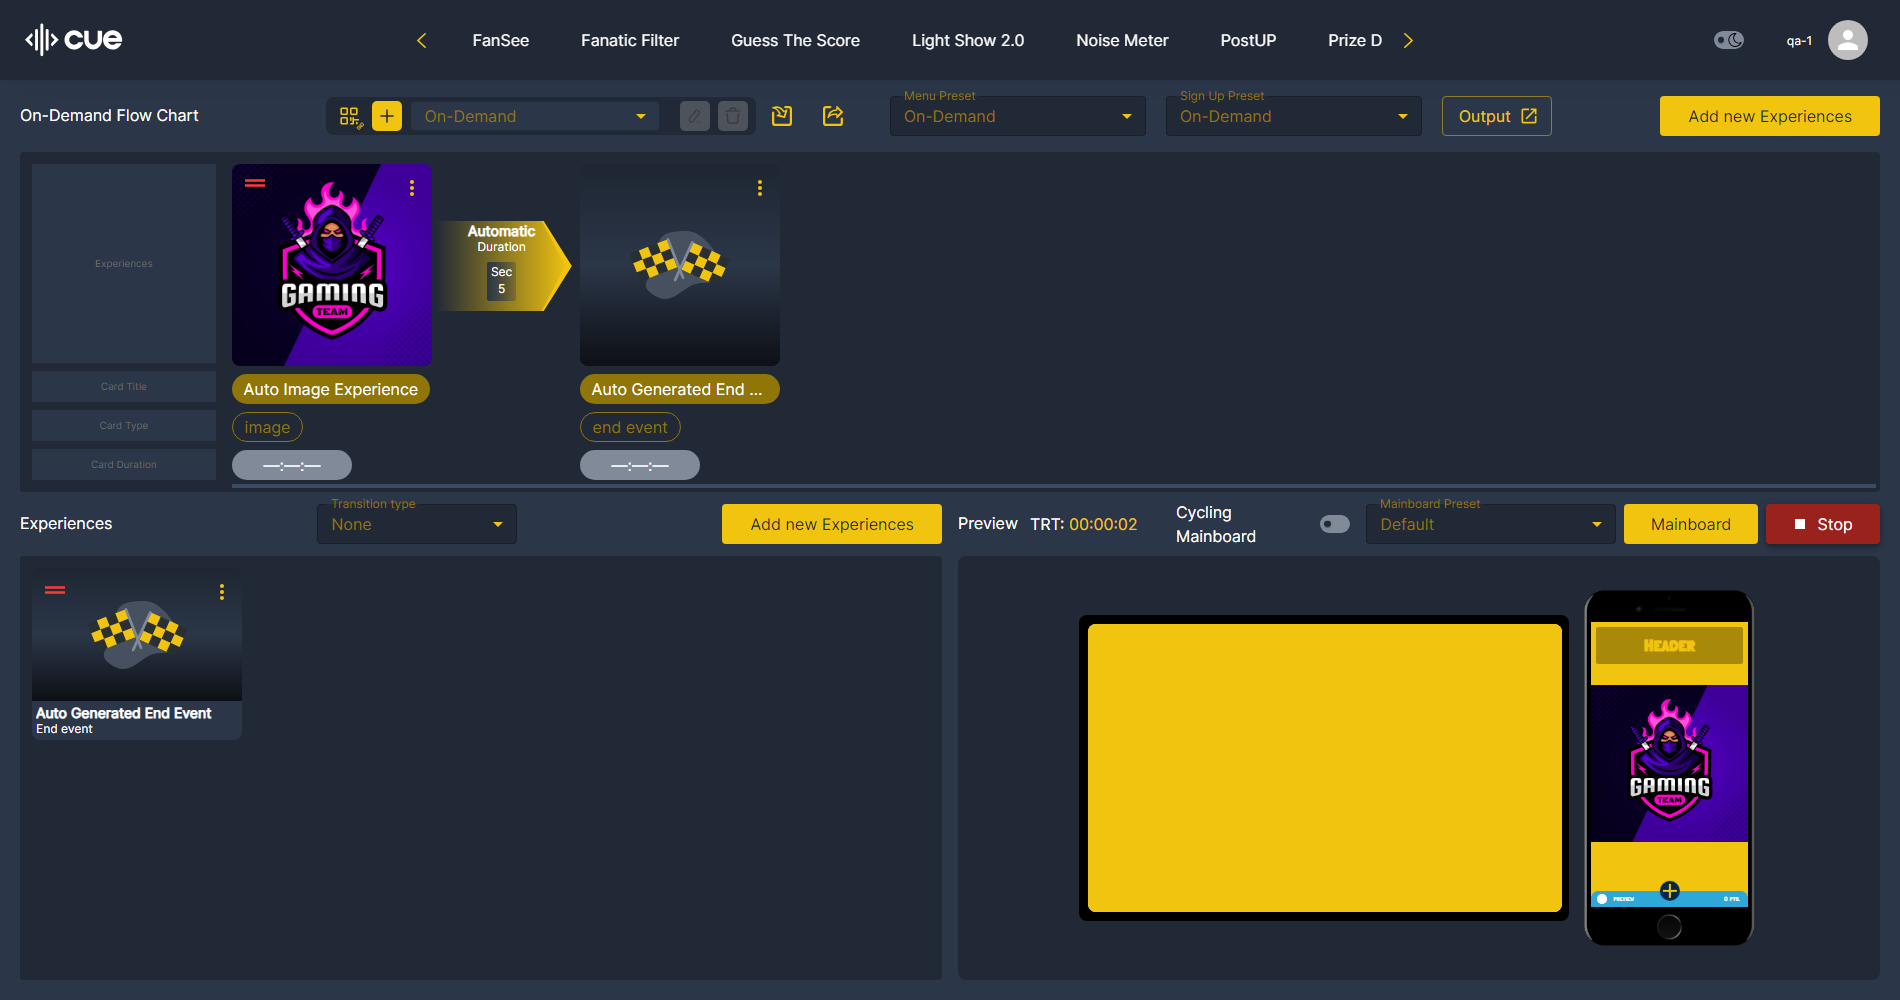 cue
FanSee
Fanatic Filter
Guess The Score
Light Show 2.0
Noise Meter
PostUP
Prize D
qa-1
On-Demand Flow Chart
On-Demand
Menu Preset
On-Demand
Sign Up Preset
On-Demand
Output
Add new Experiences
Experiences
Card Title
Card Type
Card Duration
GAMING
TEAM
Automatic
Duration
Sec
5
Auto Image Experience
Auto Generated End ...
image
end event
—:—:—
—:—:—
Experiences
Transition type
None
Add new Experiences
Preview
TRT: 00:00:02
Cycling
Mainboard
Mainboard Preset
Default
Mainboard
Stop
Auto Generated End Event
End event
HEADER
GAMING
TEAM
PREVIEW
0 PTS.